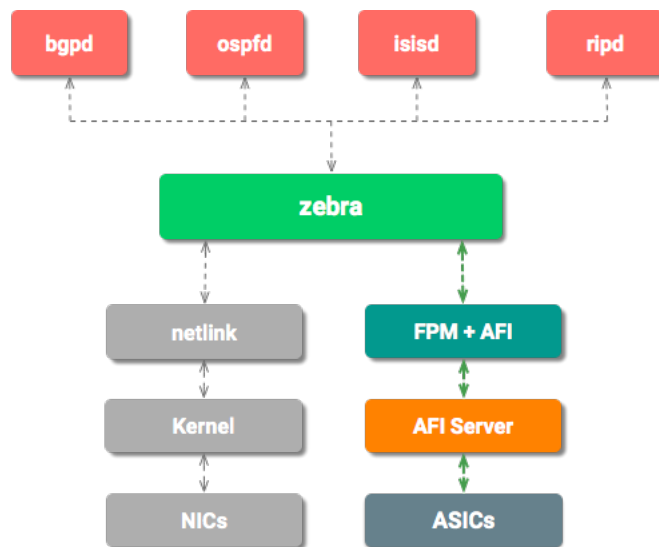 bgpd
ospfd
isisd
ripd
zebra
netlink
FPM + AFI
Kernel
AFI Server
NICs
ASICs